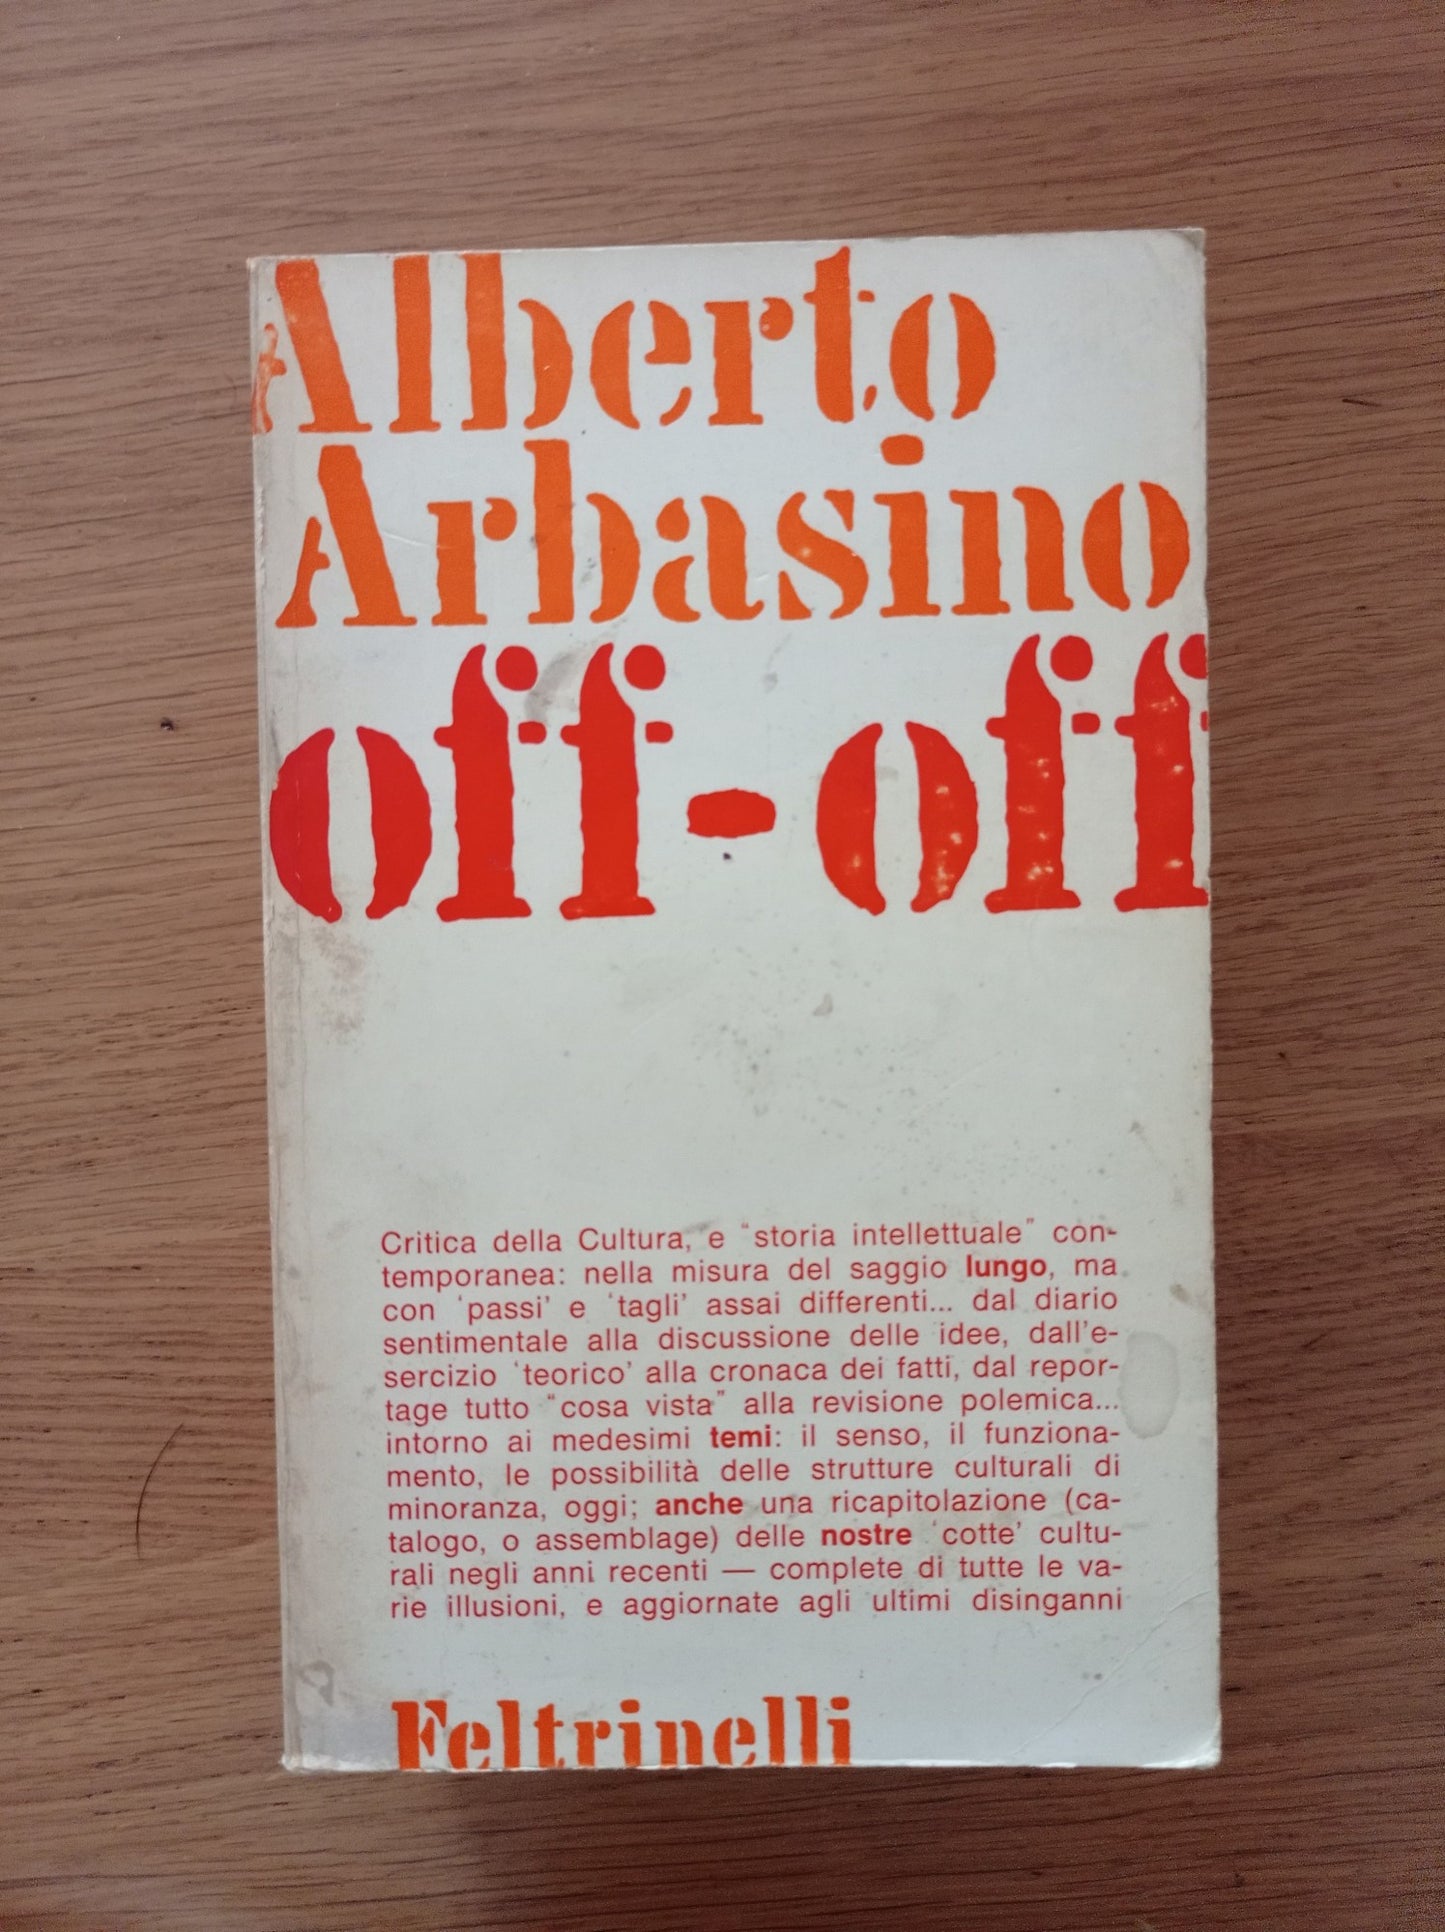 Alberto
Arbasino
off-off
Critica della Cultura, e "storia intellettuale" con-
temporanea: nella misura del saggio lungo, ma
con 'passi' e 'tagli' assai differenti... dal diario
sentimentale alla discussione delle idee, dall'e-
sercizio 'teorico' alla cronaca dei fatti, dal repor-
tage tutto "cosa vista" alla revisione polemica...
intorno ai medesimi temi: il senso, il funziona-
mento, le possibilità delle strutture culturali di
minoranza, oggi; anche una ricapitolazione (ca-
talogo, o assemblage) delle nostre 'cotte' cultu-
rali negli anni recenti — complete di tutte le va-
rie illusioni, e aggiornate agli ultimi disinganni
Feltrinelli